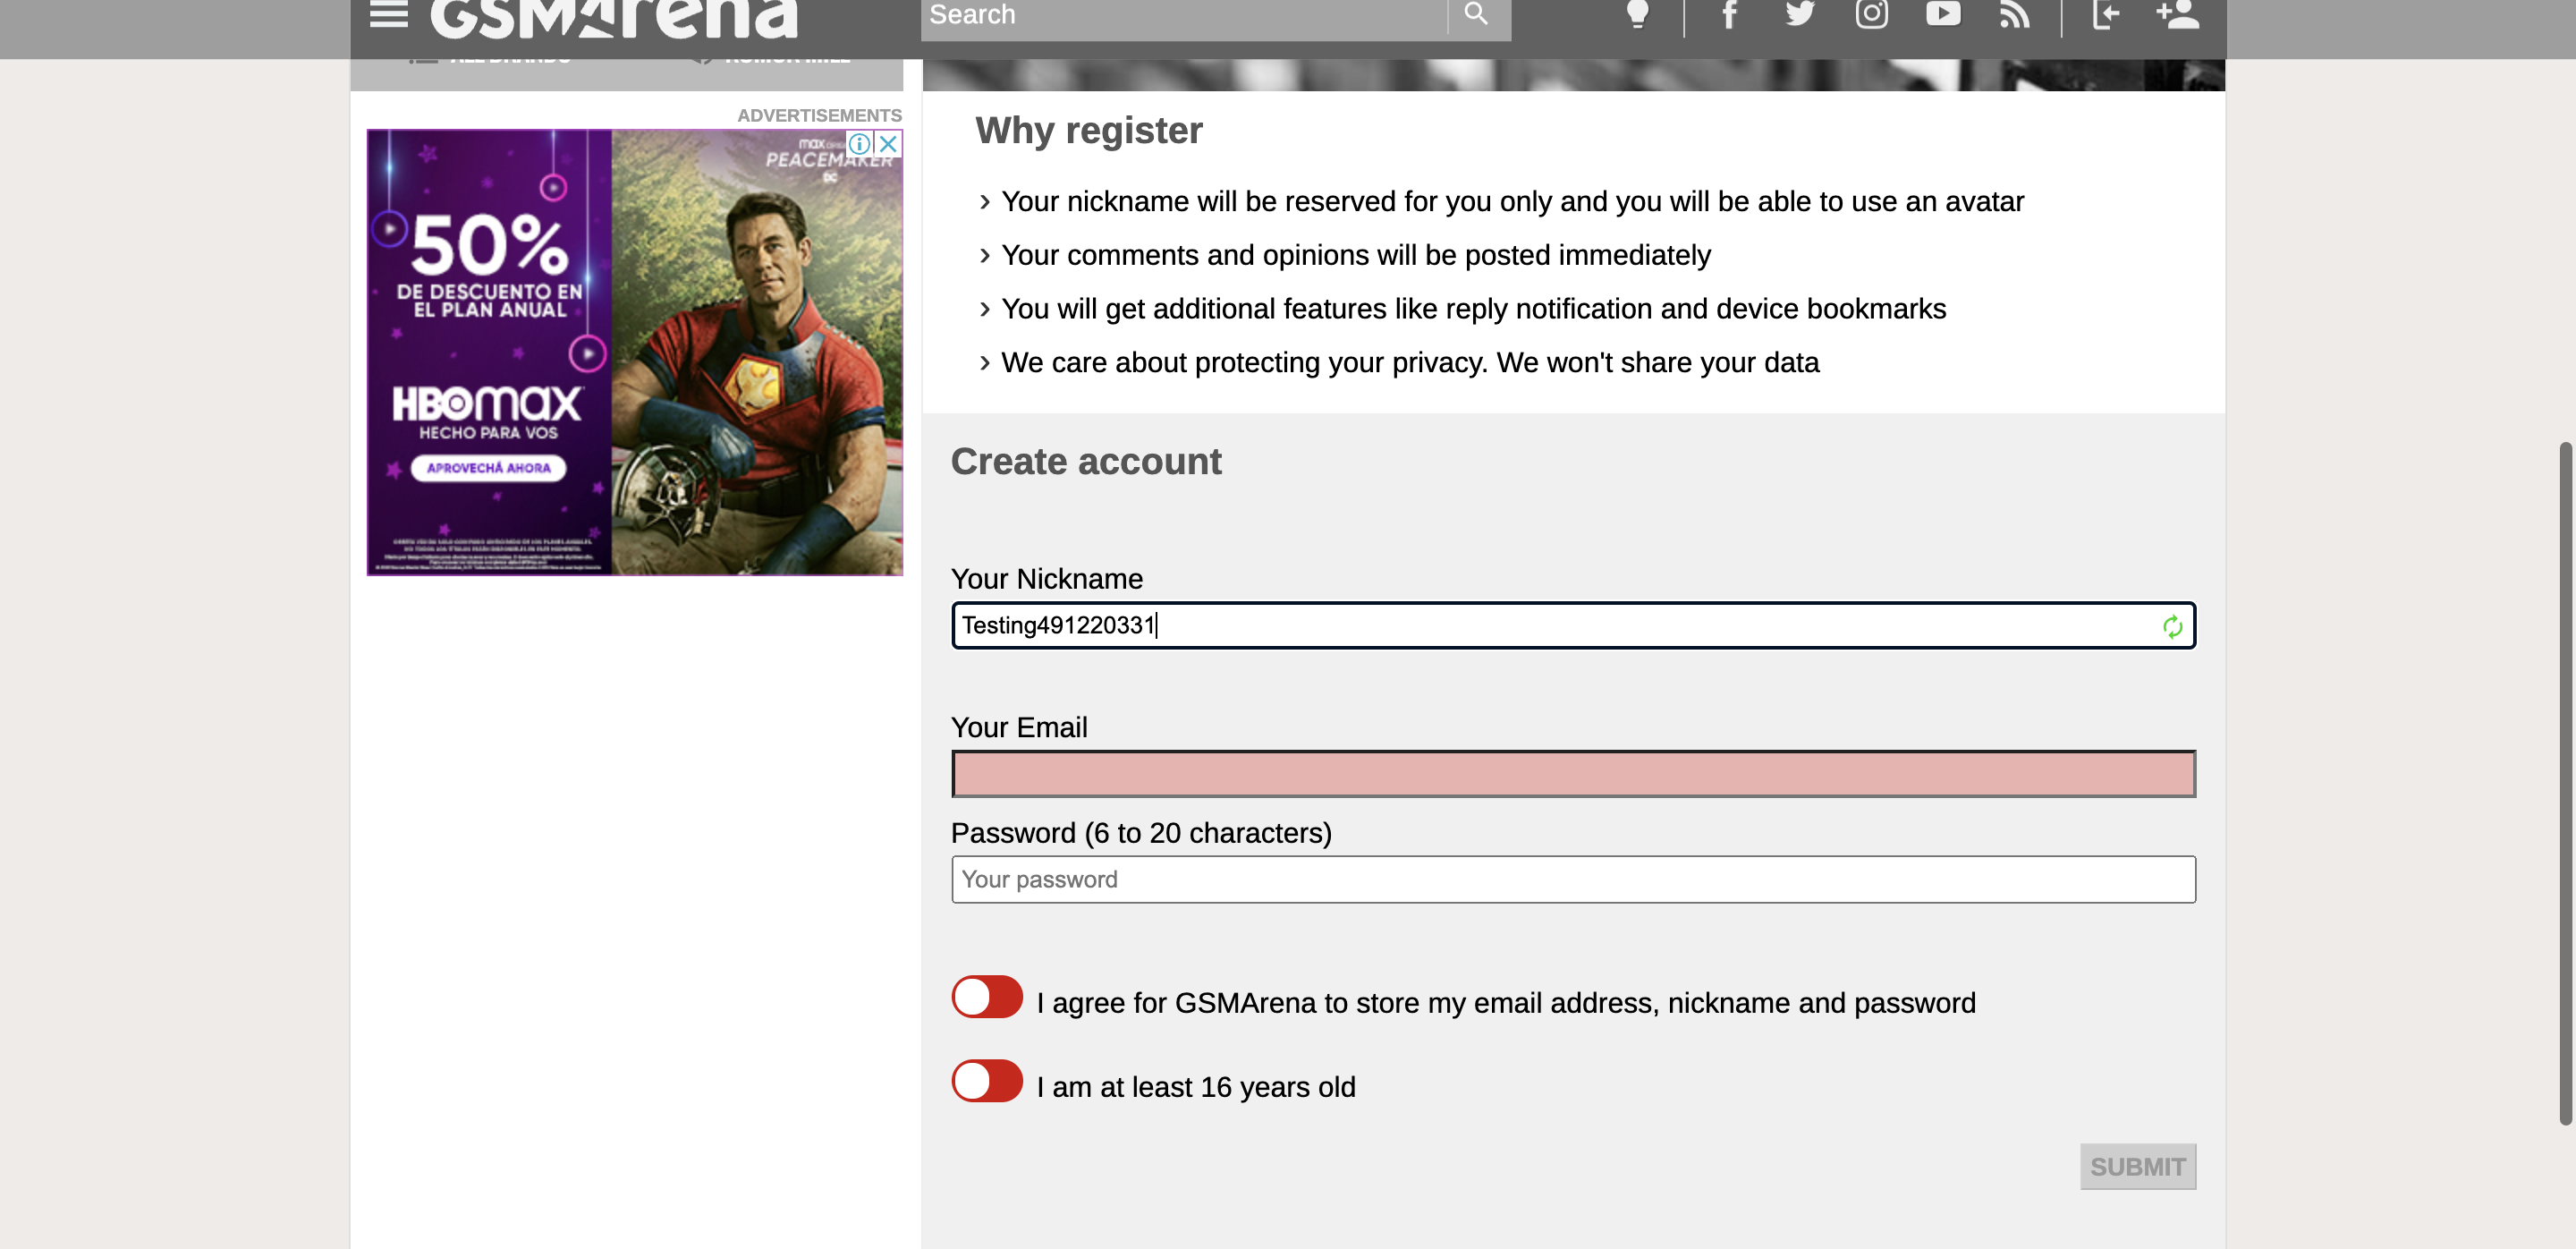 GSMArena
Search
ALL BRANDS
RUMOR MILL
ADVERTISEMENTS
50%
DE DESCUENTO EN
EL PLAN ANUAL
HBOmax
HECHO PARA VOS
APROVECHÁ AHORA
max
PEACEMAKER
DC
Why register
› Your nickname will be reserved for you only and you will be able to use an avatar
› Your comments and opinions will be posted immediately
› You will get additional features like reply notification and device bookmarks
› We care about protecting your privacy. We won't share your data
Create account
Your Nickname
Testing491220331
Your Email
Password (6 to 20 characters)
Your password
I agree for GSMArena to store my email address, nickname and password
I am at least 16 years old
SUBMIT